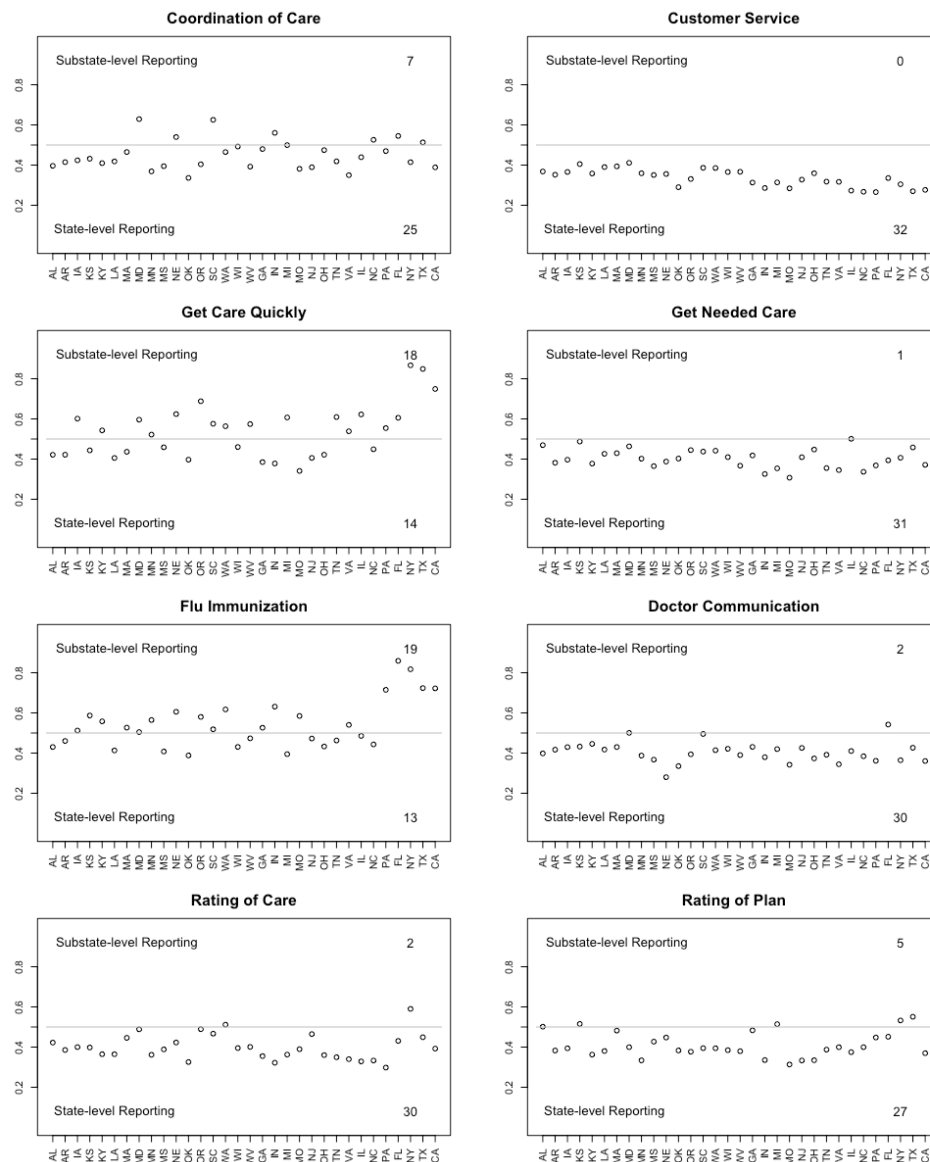 Coordination of Care
Substate-level Reporting 7
0.2 0.4 0.6 0.8
State-level Reporting 25
AL AR IA KS KY LA MA MD MN MS NE OK OR SC WA WI WV GA IN MI MO NJ OH TN VA IL NC PA FL NY TX CA
Customer Service
Substate-level Reporting 0
0.2 0.4 0.6 0.8
State-level Reporting 32
AL AR IA KS KY LA MA MD MN MS NE OK OR SC WA WI WV GA IN MI MO NJ OH TN VA IL NC PA FL NY TX CA
Get Care Quickly
Substate-level Reporting 18
0.2 0.4 0.6 0.8
State-level Reporting 14
AL AR IA KS KY LA MA MD MN MS NE OK OR SC WA WI WV GA IN MI MO NJ OH TN VA IL NC PA FL NY TX CA
Get Needed Care
Substate-level Reporting 1
0.2 0.4 0.6 0.8
State-level Reporting 31
AL AR IA KS KY LA MA MD MN MS NE OK OR SC WA WI WV GA IN MI MO NJ OH TN VA IL NC PA FL NY TX CA
Flu Immunization
Substate-level Reporting 19
0.2 0.4 0.6 0.8
State-level Reporting 13
AL AR IA KS KY LA MA MD MN MS NE OK OR SC WA WI WV GA IN MI MO NJ OH TN VA IL NC PA FL NY TX CA
Doctor Communication
Substate-level Reporting 2
0.2 0.4 0.6 0.8
State-level Reporting 30
AL AR IA KS KY LA MA MD MN MS NE OK OR SC WA WI WV GA IN MI MO NJ OH TN VA IL NC PA FL NY TX CA
Rating of Care
Substate-level Reporting 2
0.2 0.4 0.6 0.8
State-level Reporting 30
AL AR IA KS KY LA MA MD MN MS NE OK OR SC WA WI WV GA IN MI MO NJ OH TN VA IL NC PA FL NY TX CA
Rating of Plan
Substate-level Reporting 5
0.2 0.4 0.6 0.8
State-level Reporting 27
AL AR IA KS KY LA MA MD MN MS NE OK OR SC WA WI WV GA IN MI MO NJ OH TN VA IL NC PA FL NY TX CA